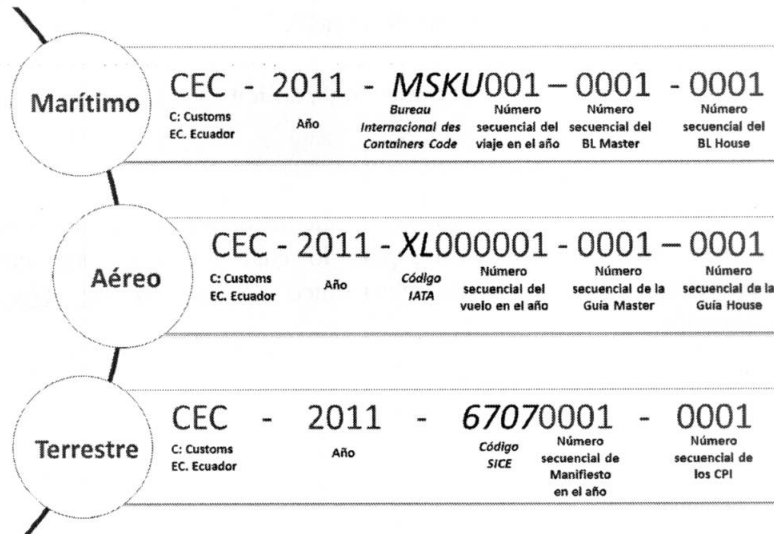 Marítimo
CEC - 2011 - MSKU001 – 0001 - 0001
C: Customs
EC. Ecuador
Año
Bureau
Internacional des
Containers Code
Número
secuencial del
viaje en el año
Número
secuencial del
BL Master
Número
secuencial del
BL House
Aéreo
CEC - 2011 - XL000001 - 0001 – 0001
C: Customs
EC. Ecuador
Año
Código
IATA
Número
secuencial del
vuelo en el año
Número
secuencial de la
Guía Master
Número
secuencial de la
Guía House
Terrestre
CEC - 2011 - 67070001 - 0001
C: Customs
EC. Ecuador
Año
Código
SICE
Número
secuencial de
Manifiesto
en el año
Número
secuencial de
los CPI